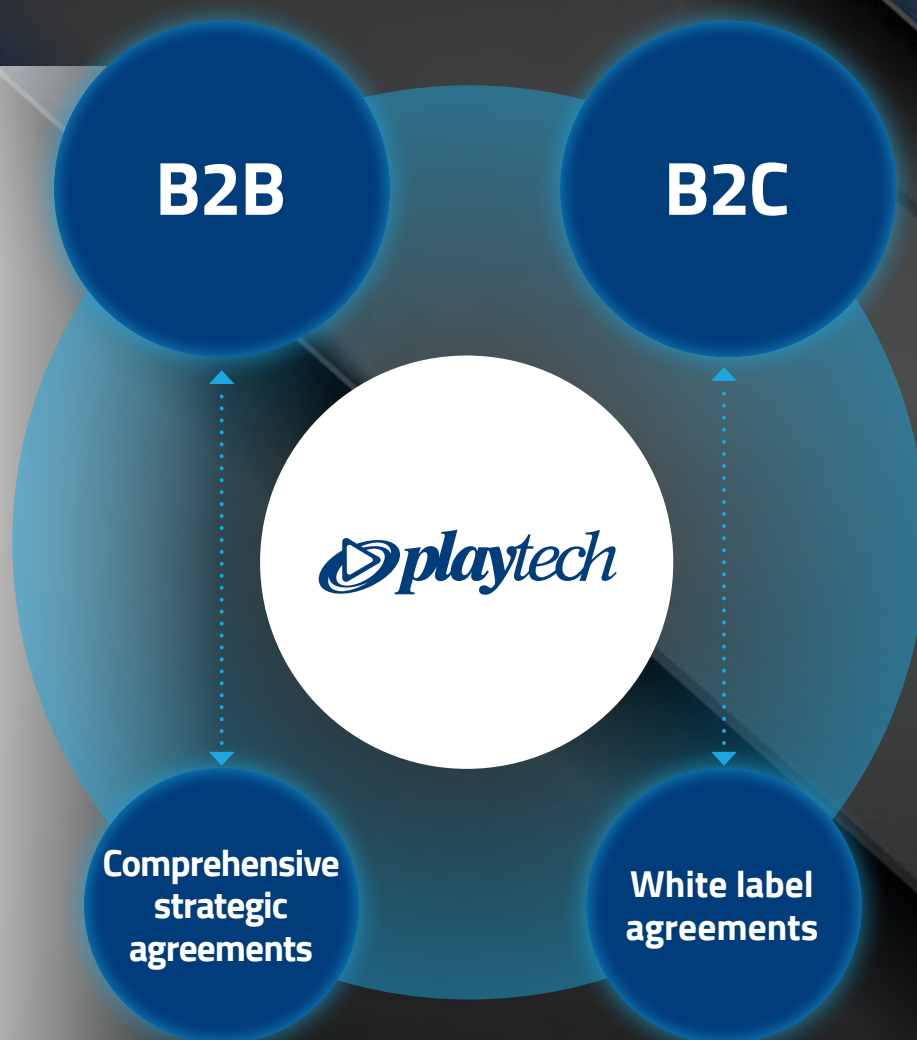 B2B
B2C
playtech
Comprehensive
strategic
agreements
White label
agreements